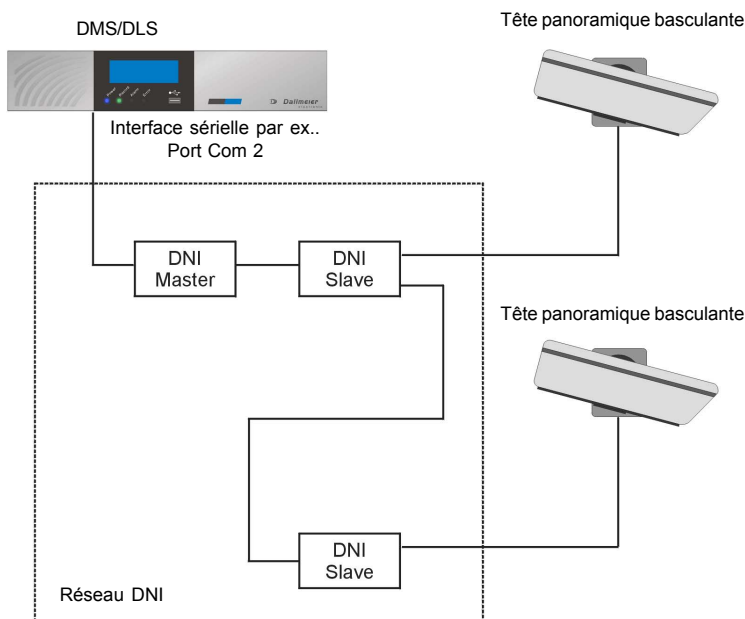 DMS/DLS
Tête panoramique basculante
Dallmeier
Interface sérielle par ex..
Port Com 2
DNI
Master
DNI
Slave
Tête panoramique basculante
DNI
Slave
Réseau DNI